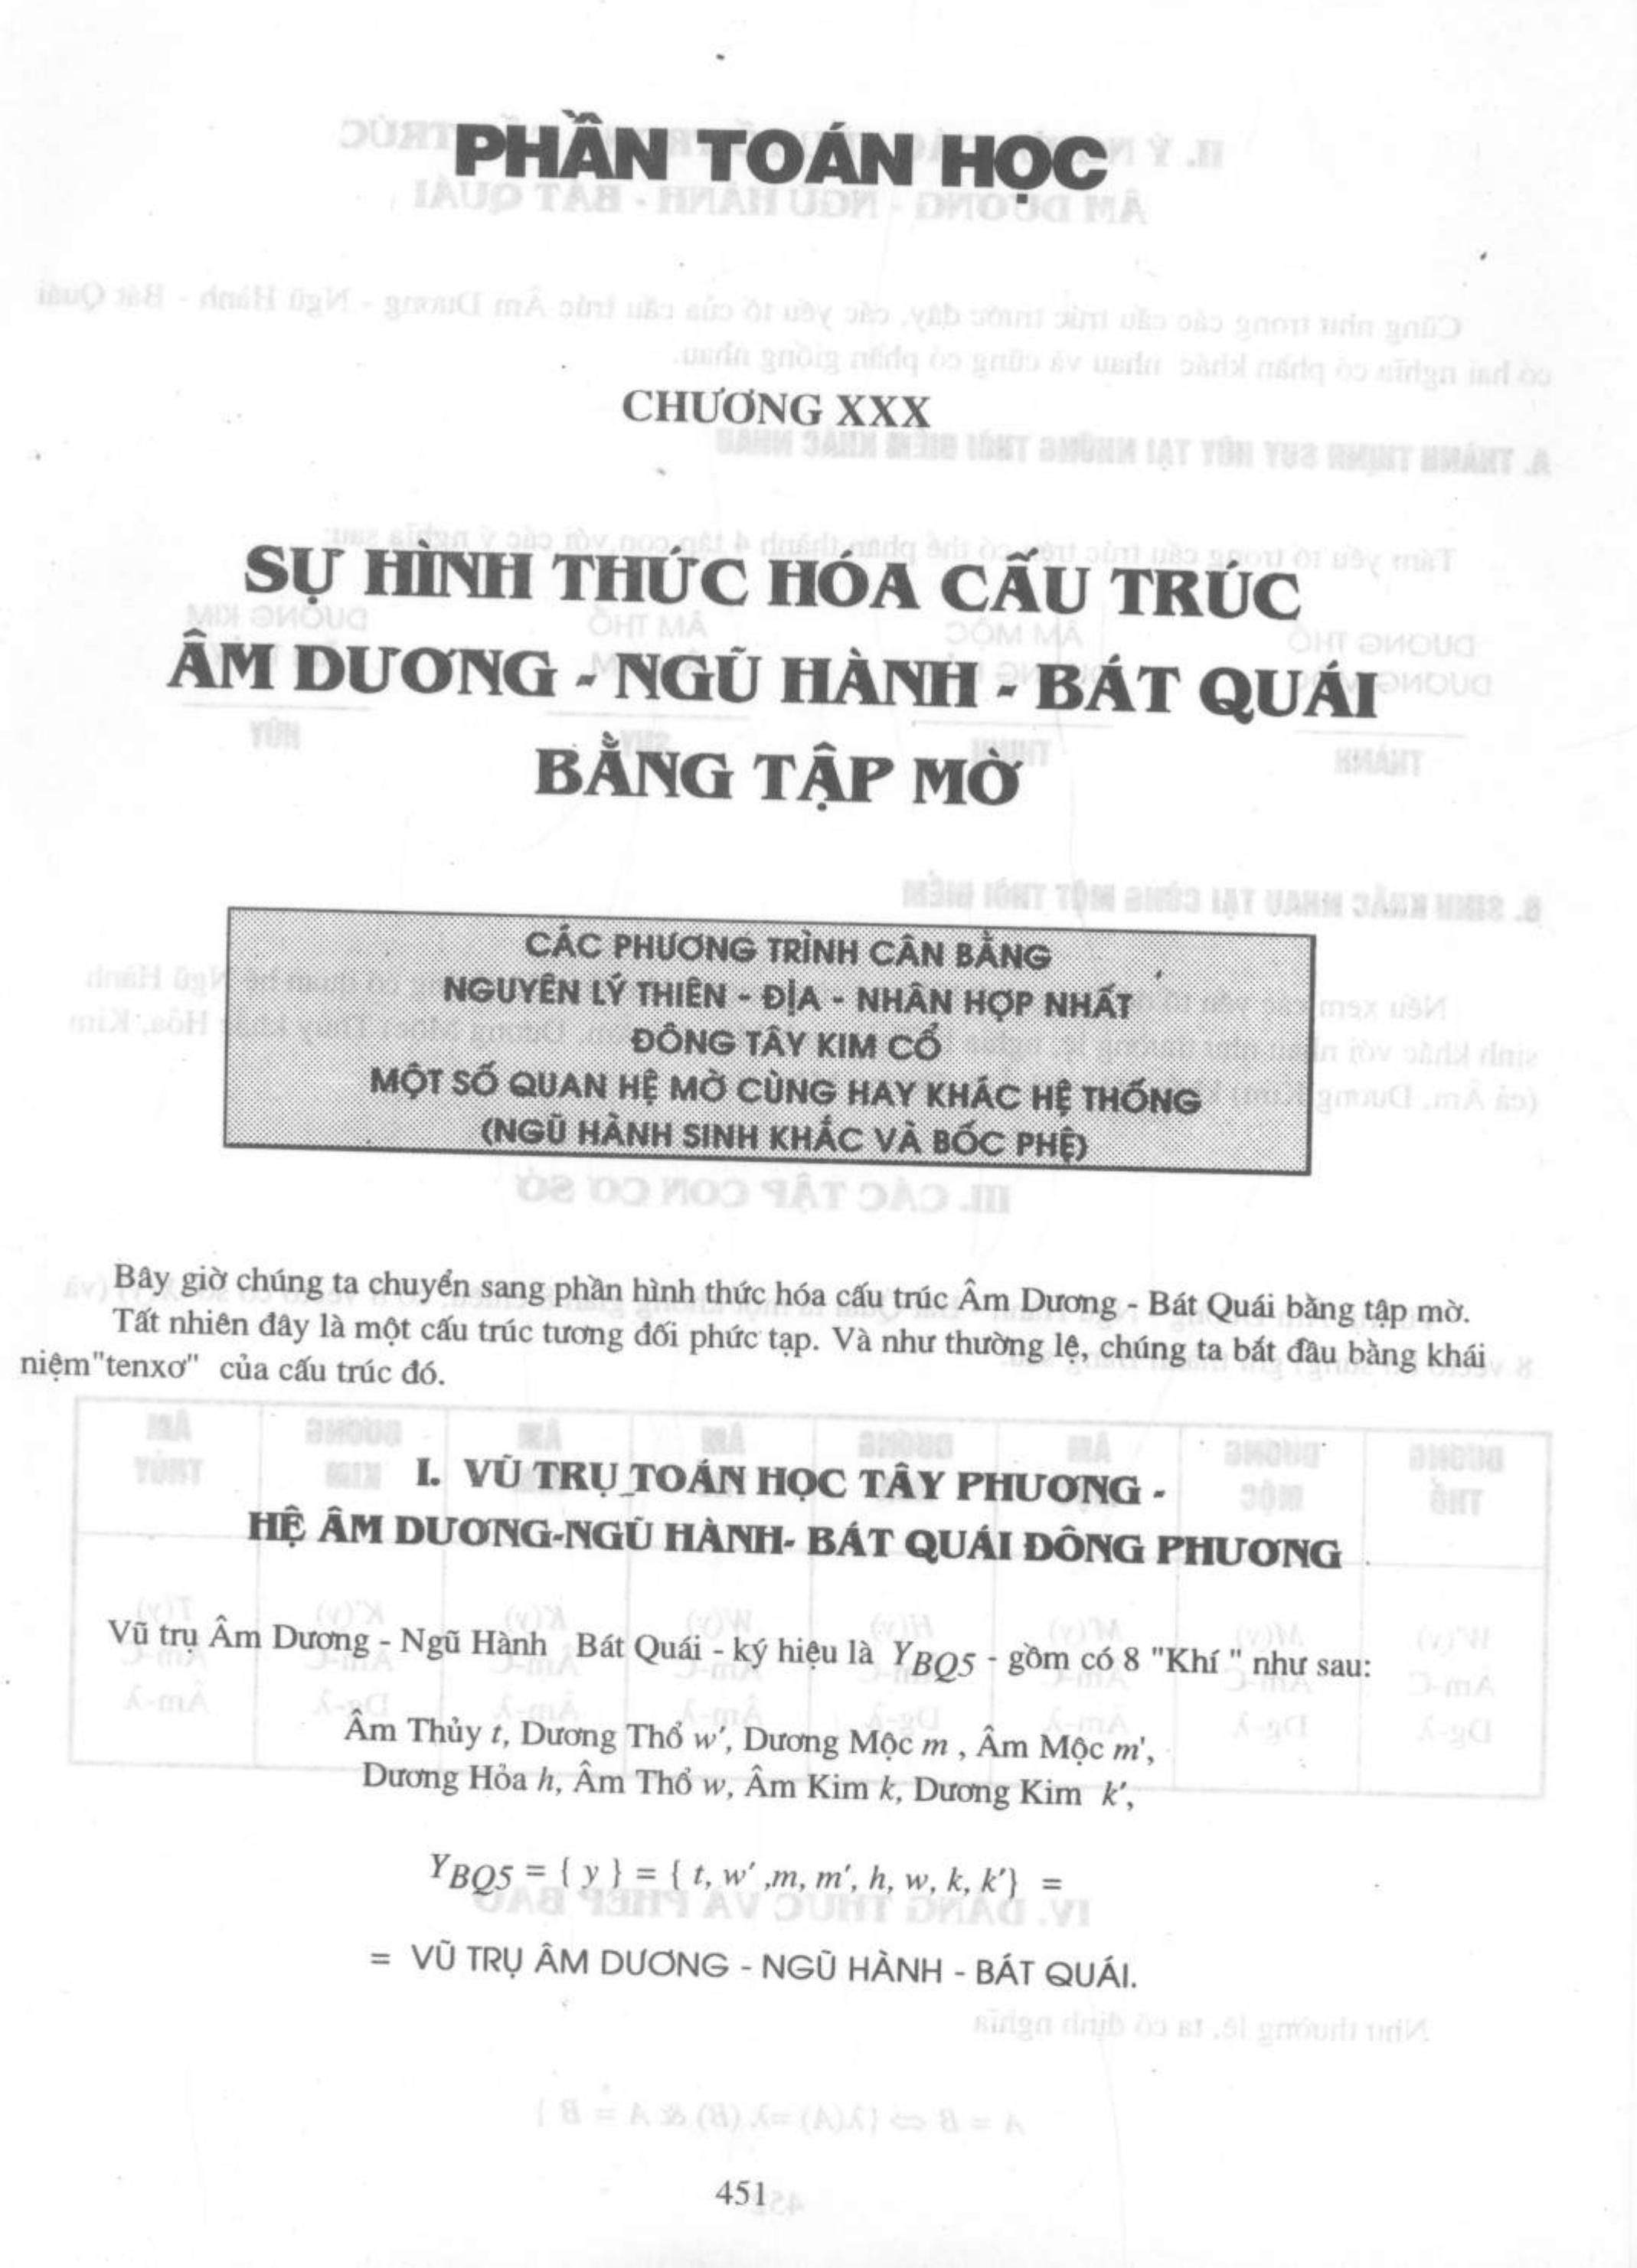 PHẦN TOÁN HỌC
CHƯƠNG XXX
SỰ HÌNH THỨC HÓA CẤU TRÚC
ÂM DƯƠNG - NGŨ HÀNH - BÁT QUÁI
BẰNG TẬP MỜ
CÁC PHƯƠNG TRÌNH CÂN BẰNG
NGUYÊN LÝ THIÊN - ĐỊA - NHÂN HỢP NHẤT
ĐÔNG TÂY KIM CỔ
MỘT SỐ QUAN HỆ MỜ CÙNG HAY KHÁC HỆ THỐNG
(NGŨ HÀNH SINH KHẮC VÀ BỐC PHỆ)
Bây giờ chúng ta chuyển sang phần hình thức hóa cấu trúc Âm Dương - Bát Quái bằng tập mờ.
Tất nhiên đây là một cấu trúc tương đối phức tạp. Và như thường lệ, chúng ta bắt đầu bằng khái
niệm"tenxơ" của cấu trúc đó.
I. VŨ TRỤ TOÁN HỌC TÂY PHƯƠNG -
HỆ ÂM DƯƠNG-NGŨ HÀNH- BÁT QUÁI ĐÔNG PHƯƠNG
Vũ trụ Âm Dương - Ngũ Hành Bát Quái - ký hiệu là YBQ5 - gồm có 8 "Khí " như sau:
Âm Thủy t, Dương Thổ w', Dương Mộc m , Âm Mộc m',
Dương Hỏa h, Âm Thổ w, Âm Kim k, Dương Kim k',
YBQ5 = { y } = { t, w' ,m, m', h, w, k, k'} =
= VŨ TRỤ ÂM DƯƠNG - NGŨ HÀNH - BÁT QUÁI.
451